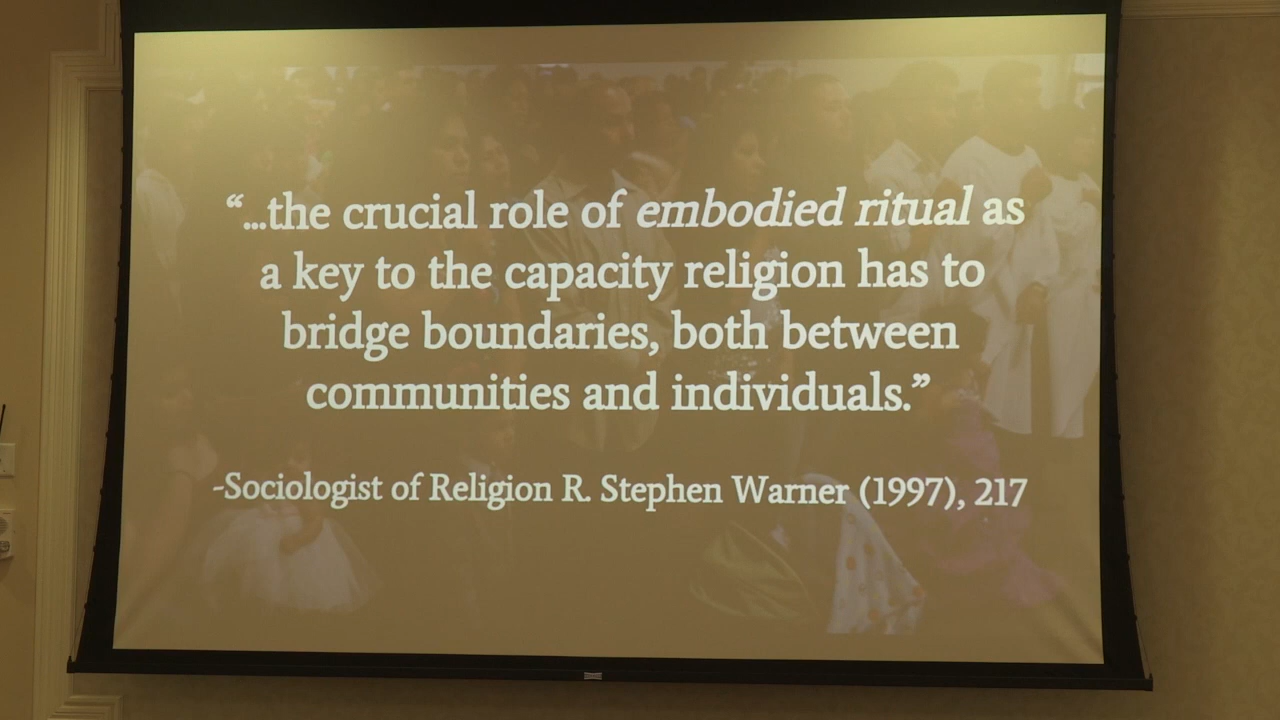 “...the crucial role of embodied ritual as
a key to the capacity religion has to
bridge boundaries, both between
communities and individuals.”
-Sociologist of Religion R. Stephen Warner (1997), 217